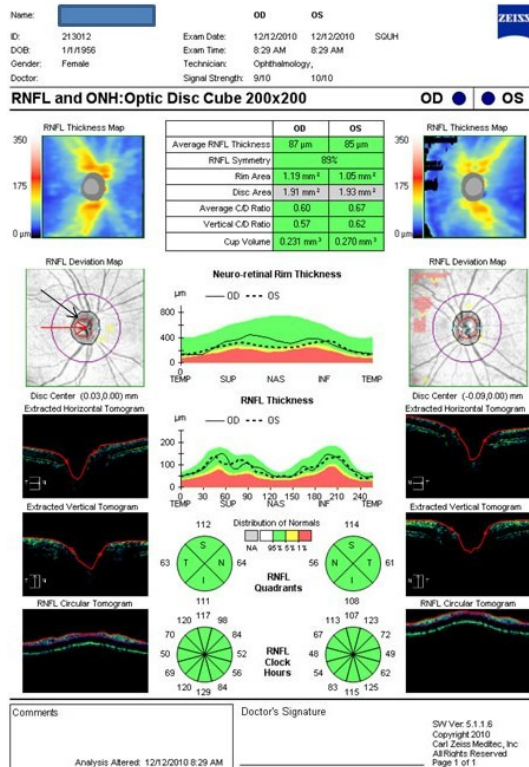 Name: OD OS ZEISS
ID: 213012 Exam Date: 12/12/2010 12/12/2010 SQUH
DOB: 1/1/1956 Exam Time: 8:29 AM 8:29 AM
Gender: Female Technician: Ophthalmology,
Doctor: Signal Strength: 9/10 10/10
RNFL and ONH:Optic Disc Cube 200x200 OD OS
RNFL Thickness Map
350
175
0 µm
OD OS
Average RNFL Thickness 87 µm 85 µm
RNFL Symmetry 89%
Rim Area 1.19 mm² 1.05 mm²
Disc Area 1.91 mm² 1.93 mm²
Average C/D Ratio 0.60 0.67
Vertical C/D Ratio 0.57 0.62
Cup Volume 0.231 mm³ 0.270 mm³
RNFL Thickness Map
350
175
0 µm
RNFL Deviation Map
Disc Center (0.03,0.00) mm
Neuro-retinal Rim Thickness
µm OD OS
800
400
0
TEMP SUP NAS INF TEMP
RNFL Deviation Map
Disc Center (-0.09,0.00) mm
Extracted Horizontal Tomogram
T N
RNFL Thickness
µm OD OS
200
100
0
0 30 60 90 120 150 180 210 240
TEMP SUP NAS INF TEMP
Extracted Horizontal Tomogram
Extracted Vertical Tomogram
Extracted Vertical Tomogram
Distribution of Normals
NA 95% 5% 1%
112
S
63 T N 64
I
111
RNFL
Quadrants
114
S
56 N T 61
I
108
RNFL Circular Tomogram
RNFL Circular Tomogram
117
120 98
70 84
50 52
69 56
120 84
129
RNFL
Clock
Hours
107
113 123
67 72
48 49
54 62
83 125
115
Comments
Doctor's Signature
SW Ver: 5.1.1.6
Copyright 2010
Carl Zeiss Meditec, Inc
All Rights Reserved
Page 1 of 1
Analysis Altered: 12/12/2010 8:29 AM